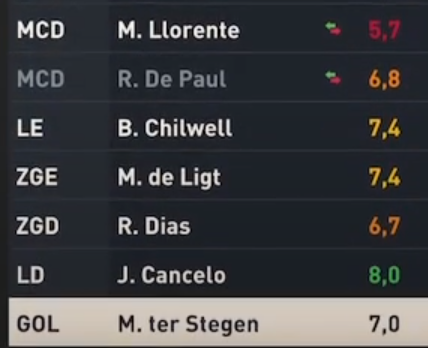 MCD M. Llorente 5,7
MCD R. De Paul 6,8
LE B. Chilwell 7,4
ZGE M. de Ligt 7,4
ZGD R. Dias 6,7
LD J. Cancelo 8,0
GOL M. ter Stegen 7,0